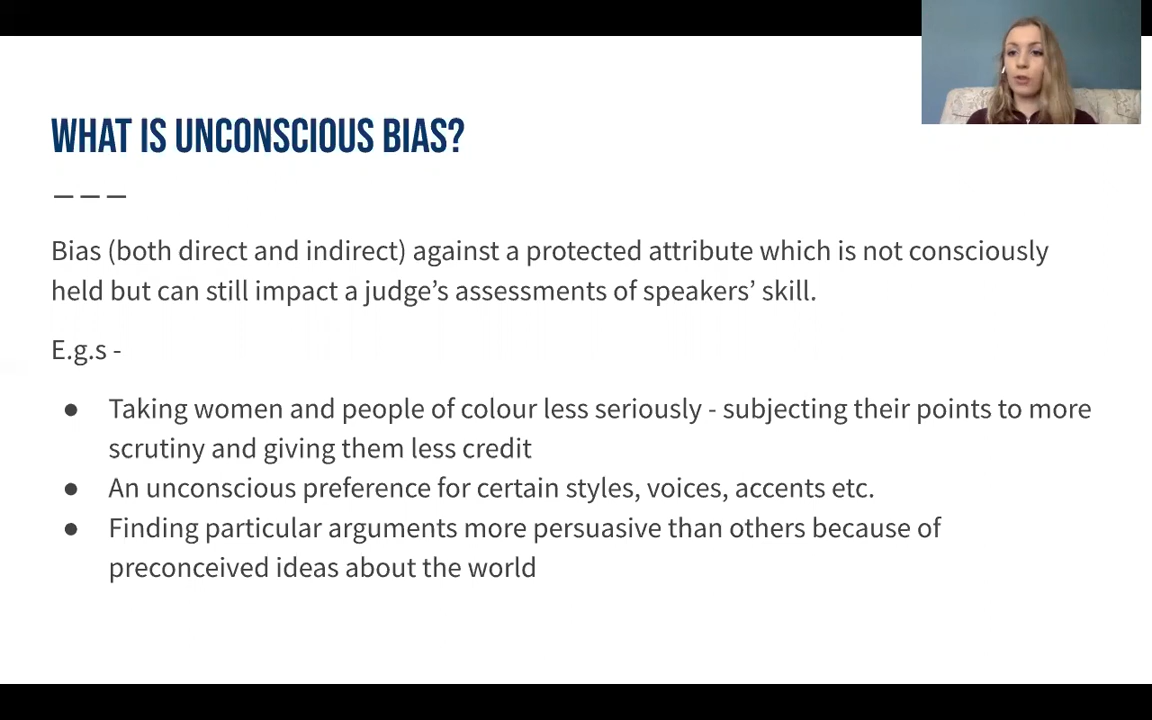 WHAT IS UNCONSCIOUS BIAS?
Bias (both direct and indirect) against a protected attribute which is not consciously
held but can still impact a judge’s assessments of speakers’ skill.
E.g.s -
● Taking women and people of colour less seriously - subjecting their points to more
scrutiny and giving them less credit
● An unconscious preference for certain styles, voices, accents etc.
● Finding particular arguments more persuasive than others because of
preconceived ideas about the world